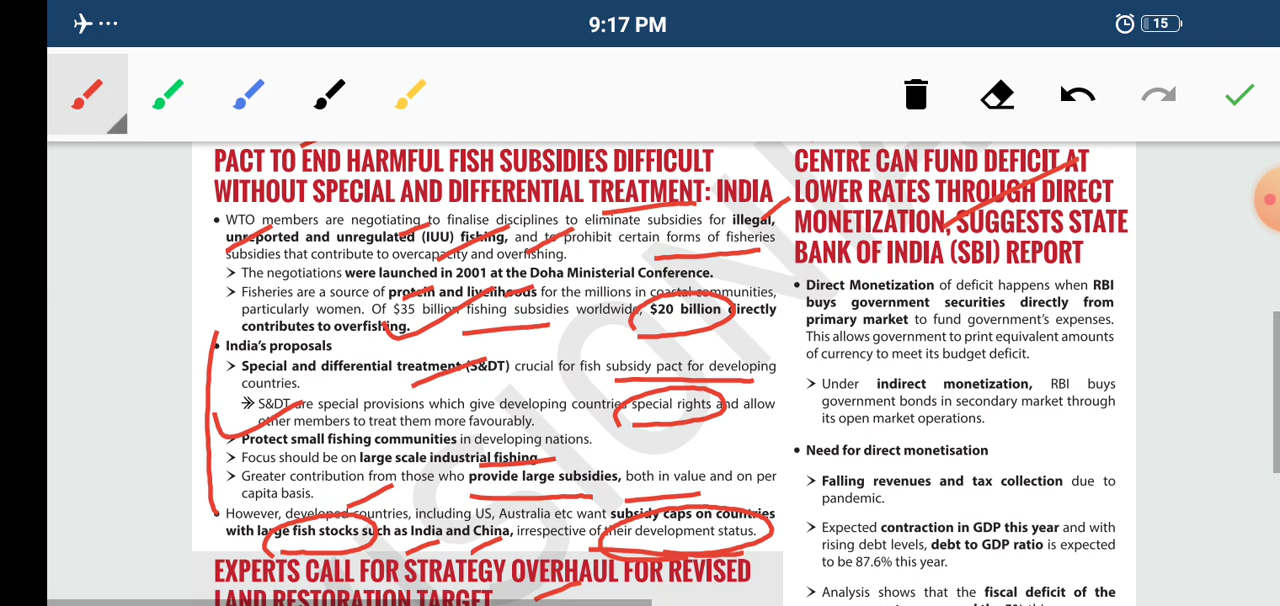 9:17 PM
15
PACT TO END HARMFUL FISH SUBSIDIES DIFFICULT
WITHOUT SPECIAL AND DIFFERENTIAL TREATMENT: INDIA
• WTO members are negotiating to finalise disciplines to eliminate subsidies for illegal,
unreported and unregulated (IUU) fishing, and to prohibit certain forms of fisheries
subsidies that contribute to overcapacity and overfishing.
➢ The negotiations were launched in 2001 at the Doha Ministerial Conference.
➢ Fisheries are a source of protein and livelihoods for the millions in coastal communities,
particularly women. Of $35 billion fishing subsidies worldwide, $20 billion directly
contributes to overfishing.
• India's proposals
➢ Special and differential treatment (S&DT) crucial for fish subsidy pact for developing
countries.
S&DT are special provisions which give developing countries special rights and allow
other members to treat them more favourably.
➢ Protect small fishing communities in developing nations.
➢ Focus should be on large scale industrial fishing.
➢ Greater contribution from those who provide large subsidies, both in value and on per
capita basis.
• However, developed countries, including US, Australia etc want subsidy caps on countries
with large fish stocks such as India and China, irrespective of their development status.
EXPERTS CALL FOR STRATEGY OVERHAUL FOR REVISED
LAND RESTORATION TARGET
CENTRE CAN FUND DEFICIT AT
LOWER RATES THROUGH DIRECT
MONETIZATION, SUGGESTS STATE
BANK OF INDIA (SBI) REPORT
• Direct Monetization of deficit happens when RBI
buys government securities directly from
primary market to fund government's expenses.
This allows government to print equivalent amounts
of currency to meet its budget deficit.
➢ Under indirect monetization, RBI buys
government bonds in secondary market through
its open market operations.
• Need for direct monetisation
➢ Falling revenues and tax collection due to
pandemic.
➢ Expected contraction in GDP this year and with
rising debt levels, debt to GDP ratio is expected
to be 87.6% this year.
➢ Analysis shows that the fiscal deficit of the